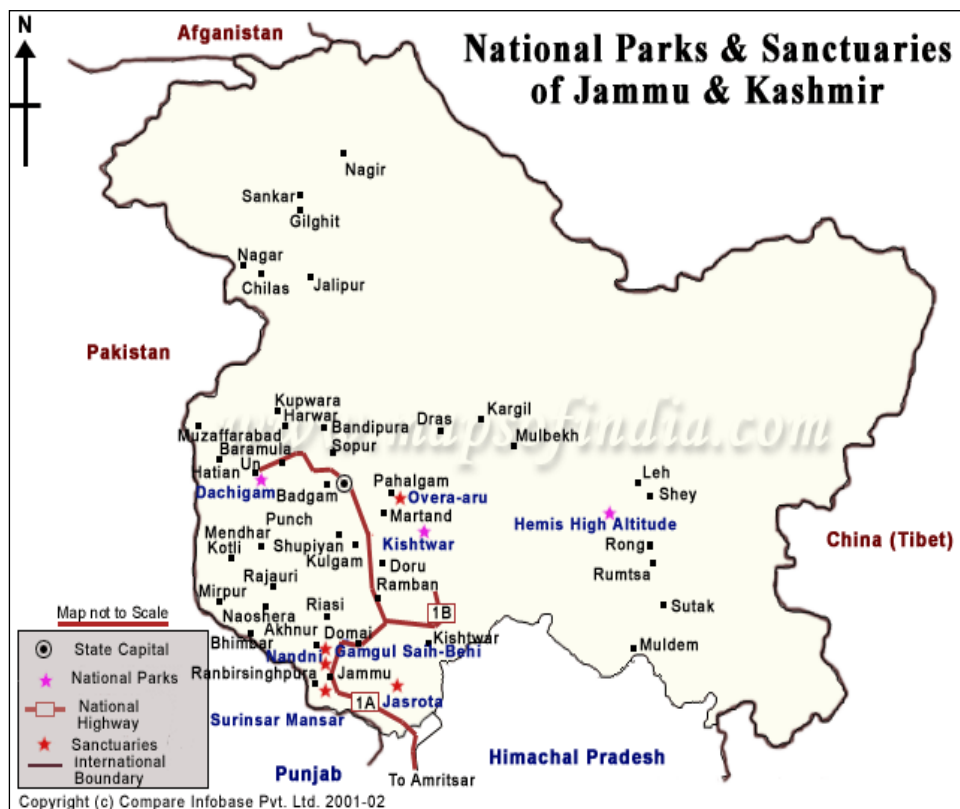 N
Afganistan
National Parks & Sanctuaries
of Jammu & Kashmir
Nagir
Sankar
Gilghit
Nagar
Chilas
Jalipur
Pakistan
www.mapsofindia.com
Kupwara
Harwar
Bandipura
Dras
Kargil
Muzaffarabad
Sopur
Mulbekh
Baramula
Un
Hatian
Leh
Dachigam
Badgam
Pahalgam
Overa-aru
Shey
Martand
Hemis High Altitude
Punch
Mendhar
Kotli
Shupiyan
Kulgam
Kishtwar
Rong
China (Tibet)
Doru
Rumtsa
Rajauri
Ramban
Mirpur
Naoshera
Riasi
1B
Sutak
Map not to Scale
Akhnur
Domai
Kishtwar
Bhimbar
Nandni
Gamgul Saih-Behi
Muldem
Ranbirsinghpura
Jammu
1A
Jasrota
Surinsar Mansar
State Capital
National Parks
National
Highway
Sanctuaries
International
Boundary
Punjab
Himachal Pradesh
To Amritsar
Copyright (c) Compare Infobase Pvt. Ltd. 2001-02